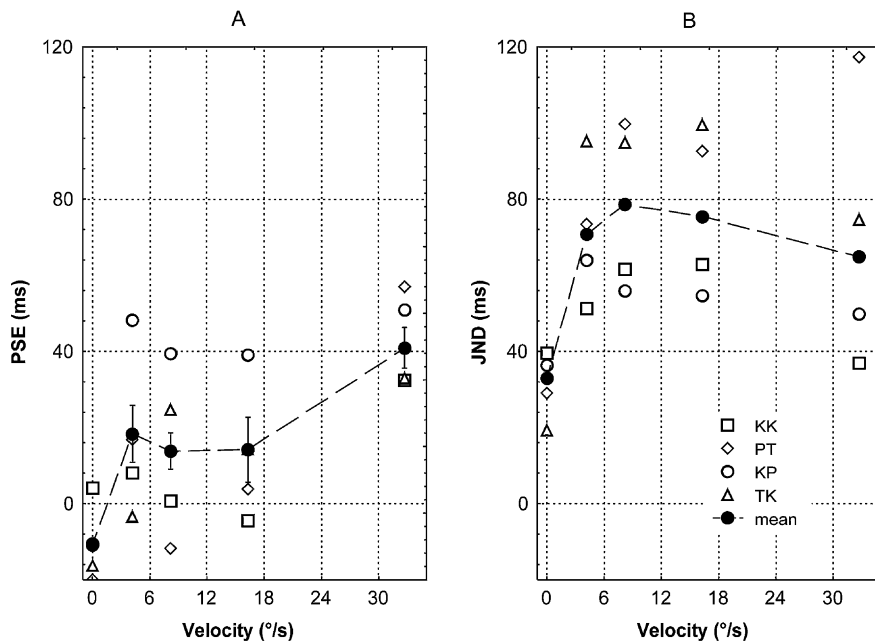 A
B
120
80
40
0
PSE (ms)
0 6 12 18 24 30
Velocity (°/s)
120
80
40
0
JND (ms)
0 6 12 18 24 30
Velocity (°/s)
KK
PT
KP
TK
mean